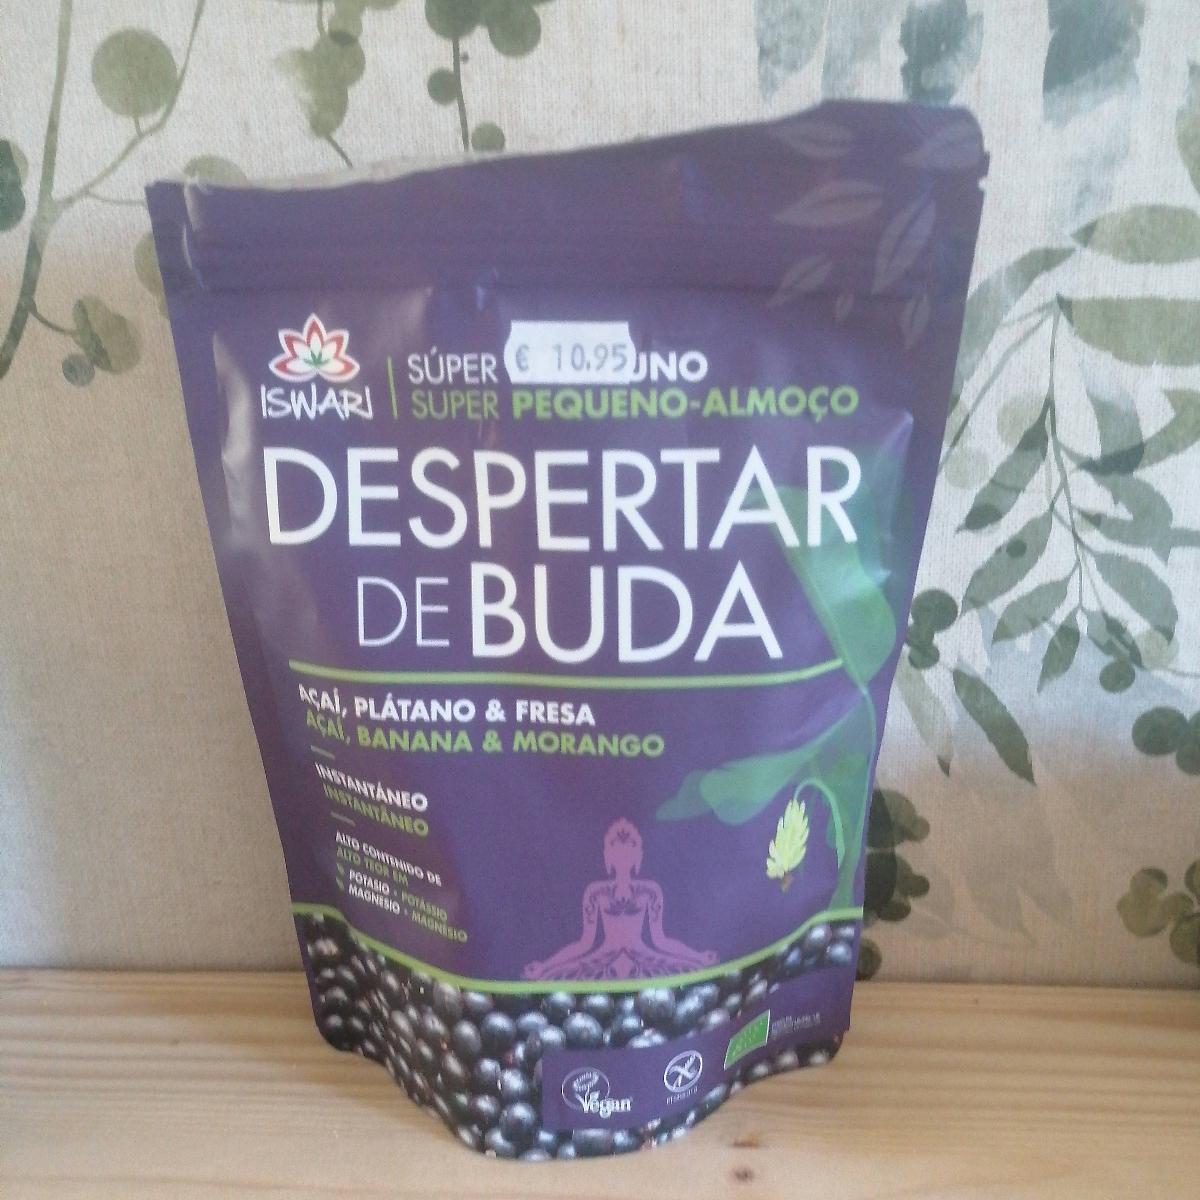 ISWARI
SÚPER € 10,95 UNO
SUPER PEQUENO-ALMOÇO
DESPERTAR
DE BUDA
AÇAÍ, PLÁTANO & FRESA
AÇAÍ, BANANA & MORANGO
INSTANTÁNEO
INSTANTÂNEO
ALTO CONTENIDO DE
ALTO TEOR EM
POTASIO · POTÁSSIO
MAGNESIO · MAGNÉSIO
Vegan